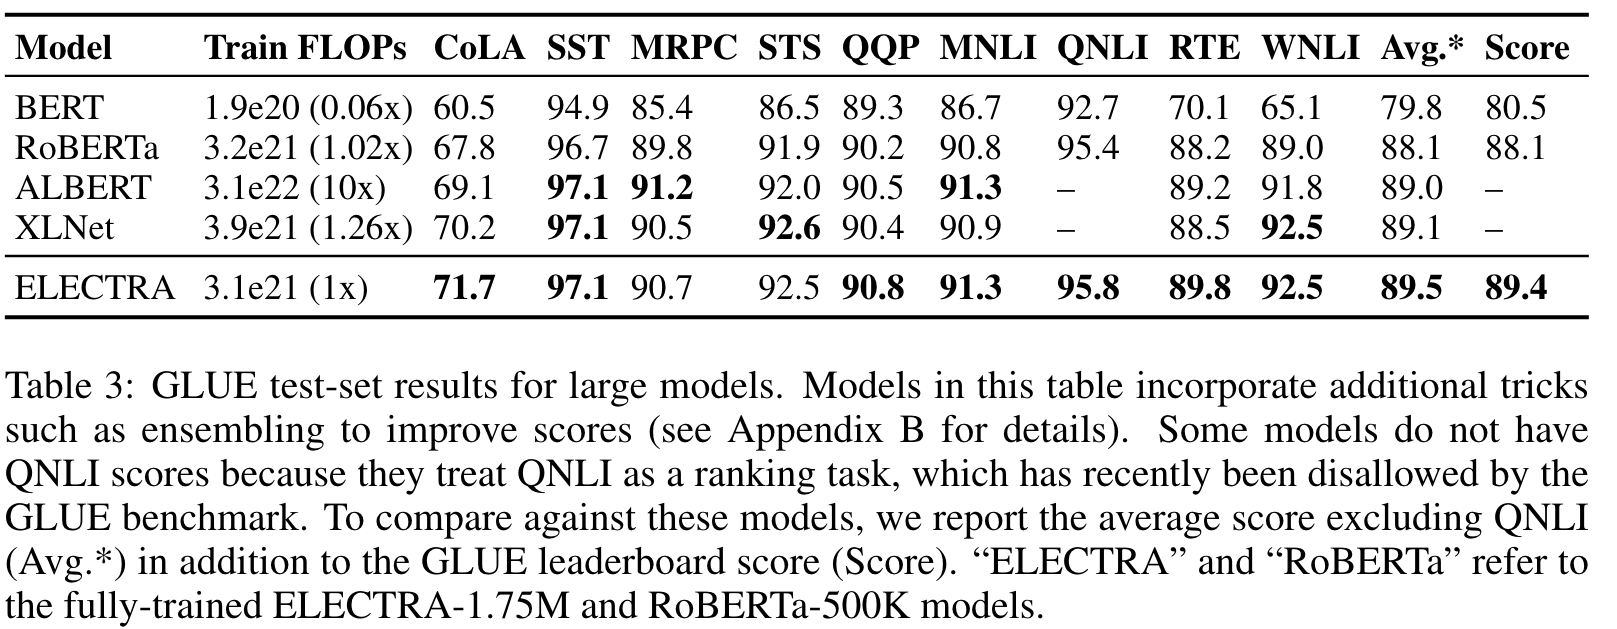 Model Train FLOPs CoLA SST MRPC STS QQP MNLI QNLI RTE WNLI Avg.* Score
BERT 1.9e20 (0.06x) 60.5 94.9 85.4 86.5 89.3 86.7 92.7 70.1 65.1 79.8 80.5
RoBERTa 3.2e21 (1.02x) 67.8 96.7 89.8 91.9 90.2 90.8 95.4 88.2 89.0 88.1 88.1
ALBERT 3.1e22 (10x) 69.1 97.1 91.2 92.0 90.5 91.3 – 89.2 91.8 89.0 –
XLNet 3.9e21 (1.26x) 70.2 97.1 90.5 92.6 90.4 90.9 – 88.5 92.5 89.1 –
ELECTRA 3.1e21 (1x) 71.7 97.1 90.7 92.5 90.8 91.3 95.8 89.8 92.5 89.5 89.4
Table 3: GLUE test-set results for large models. Models in this table incorporate additional tricks
such as ensembling to improve scores (see Appendix B for details). Some models do not have
QNLI scores because they treat QNLI as a ranking task, which has recently been disallowed by the
GLUE benchmark. To compare against these models, we report the average score excluding QNLI
(Avg.*) in addition to the GLUE leaderboard score (Score). “ELECTRA” and “RoBERTa” refer to
the fully-trained ELECTRA-1.75M and RoBERTa-500K models.